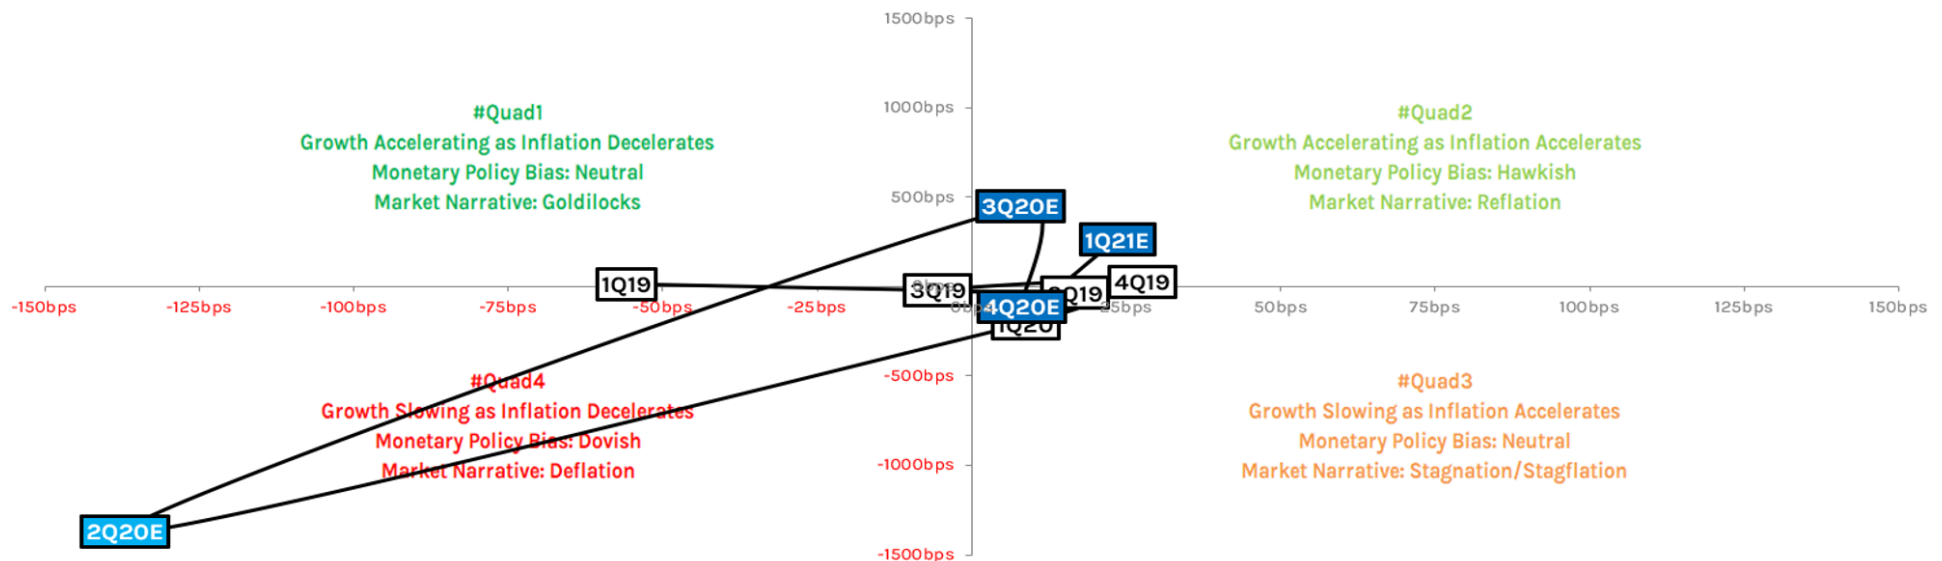 1500bps
1000bps
500bps
#Quad1
Growth Accelerating as Inflation Decelerates
Monetary Policy Bias: Neutral
Market Narrative: Goldilocks
#Quad2
Growth Accelerating as Inflation Accelerates
Monetary Policy Bias: Hawkish
Market Narrative: Reflation
3Q20E
1Q21E
1Q19
3Q19
0bps
Q19
4Q19
4Q20E
1Q20
-150bps
-125bps
-100bps
-75bps
-50bps
-25bps
25bps
50bps
75bps
100bps
125bps
150bps
-500bps
-1000bps
-1500bps
#Quad4
Growth Slowing as Inflation Decelerates
Monetary Policy Bias: Dovish
Market Narrative: Deflation
#Quad3
Growth Slowing as Inflation Accelerates
Monetary Policy Bias: Neutral
Market Narrative: Stagnation/Stagflation
2Q20E